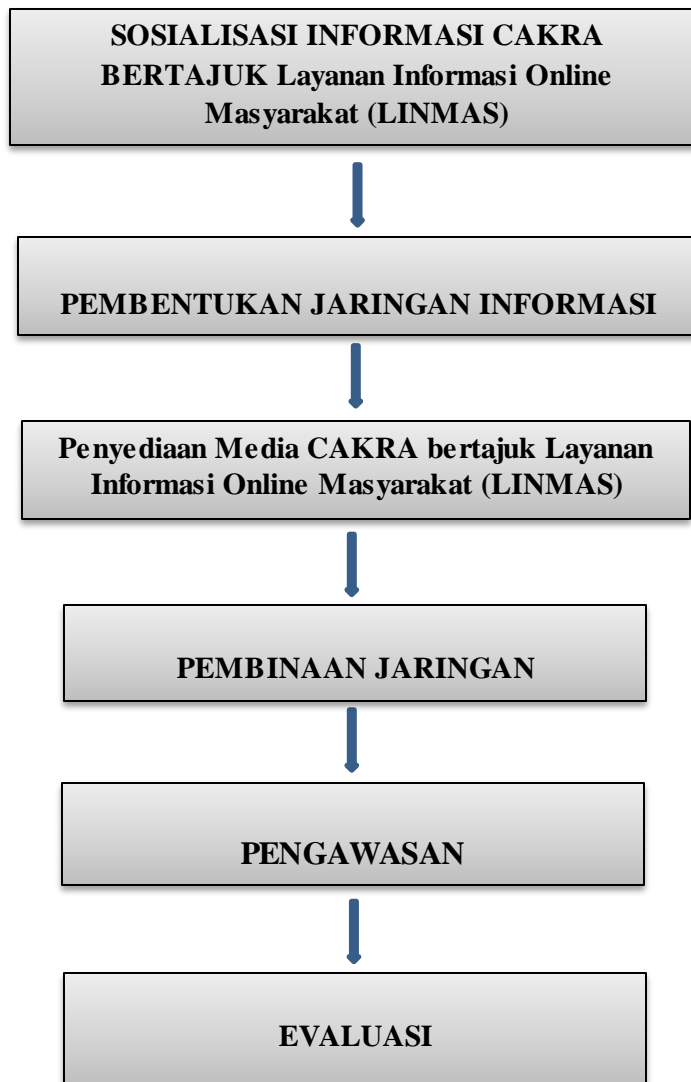 SOSIALISASI INFORMASI CAKRA
BERTAJUK Layanan Informasi Online
Masyarakat (LINMAS)
PEMBENTUKAN JARINGAN INFORMASI
Penyediaan Media CAKRA bertajuk Layanan
Informasi Online Masyarakat (LINMAS)
PEMBINAAN JARINGAN
PENGAWASAN
EVALUASI